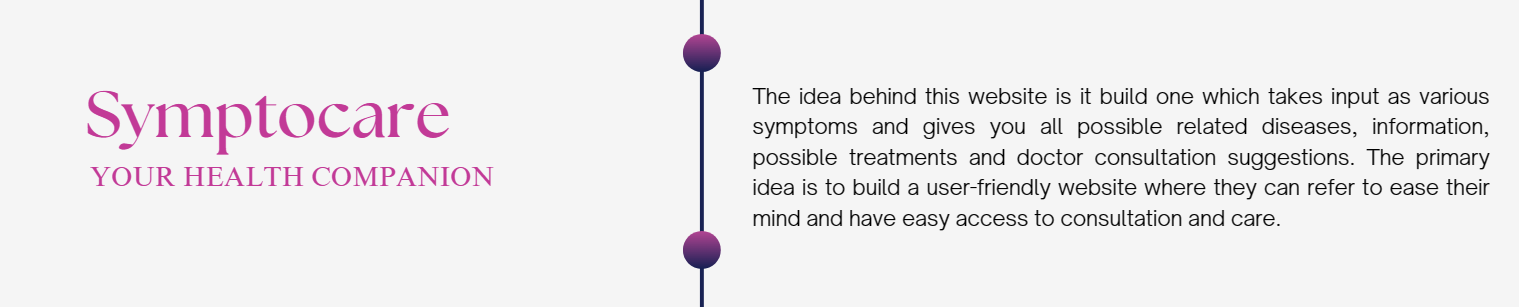 Symptocare
YOUR HEALTH COMPANION
The idea behind this website is it build one which takes input as various
symptoms and gives you all possible related diseases, information,
possible treatments and doctor consultation suggestions. The primary
idea is to build a user-friendly website where they can refer to ease their
mind and have easy access to consultation and care.